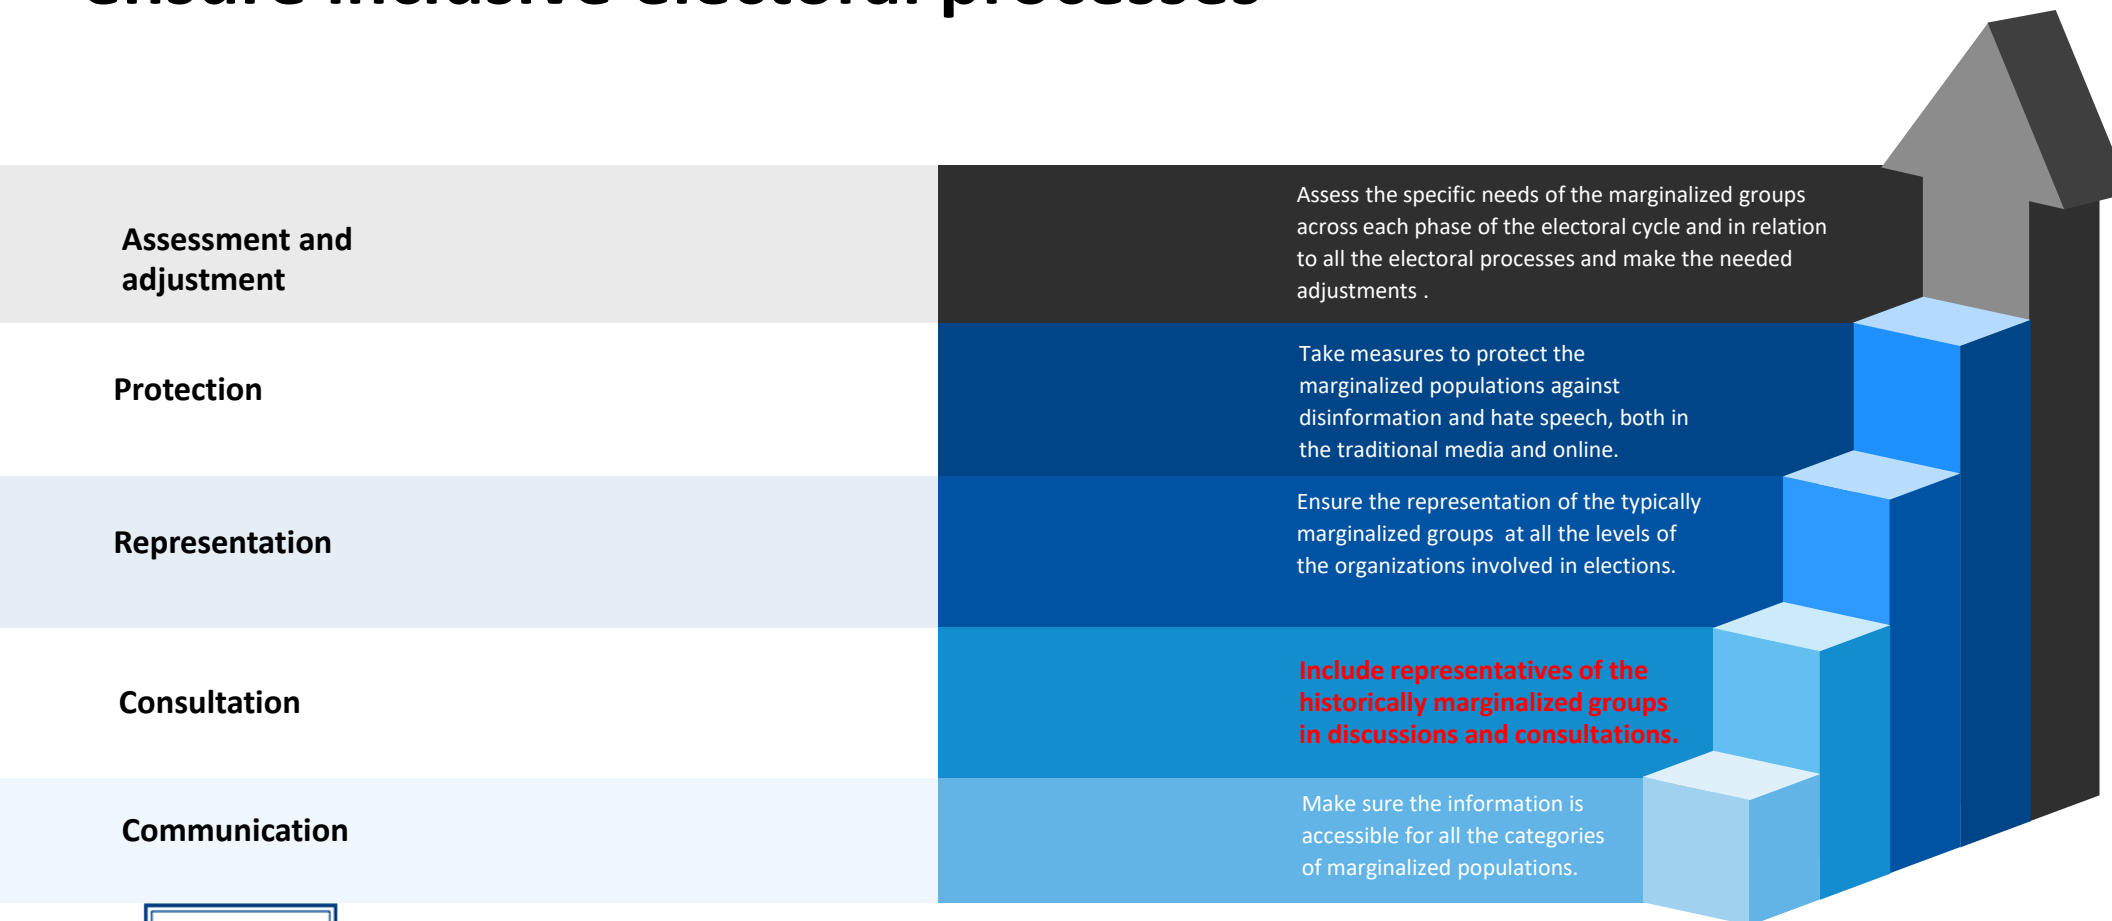 ensure inclusive electoral processes
Assessment and
adjustment
Assess the specific needs of the marginalized groups
across each phase of the electoral cycle and in relation
to all the electoral processes and make the needed
adjustments .
Protection
Take measures to protect the
marginalized populations against
disinformation and hate speech, both in
the traditional media and online.
Representation
Ensure the representation of the typically
marginalized groups  at all the levels of
the organizations involved in elections.
Consultation
Include representatives of the
historically marginalized groups
in discussions and consultations.
Communication
Make sure the information is
accessible for all the categories
of marginalized populations.